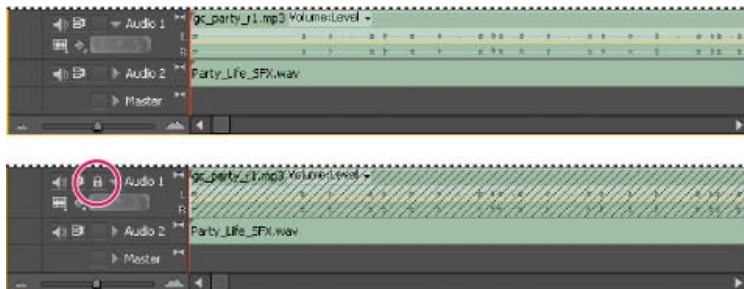 Audio 1 gc_party_r1.mp3 Volume:Level
L
R
Audio 2 Party_Life_SFX.wav
Master
Audio 1 gc_party_r1.mp3 Volume:Level
L
R
Audio 2 Party_Life_SFX.wav
Master